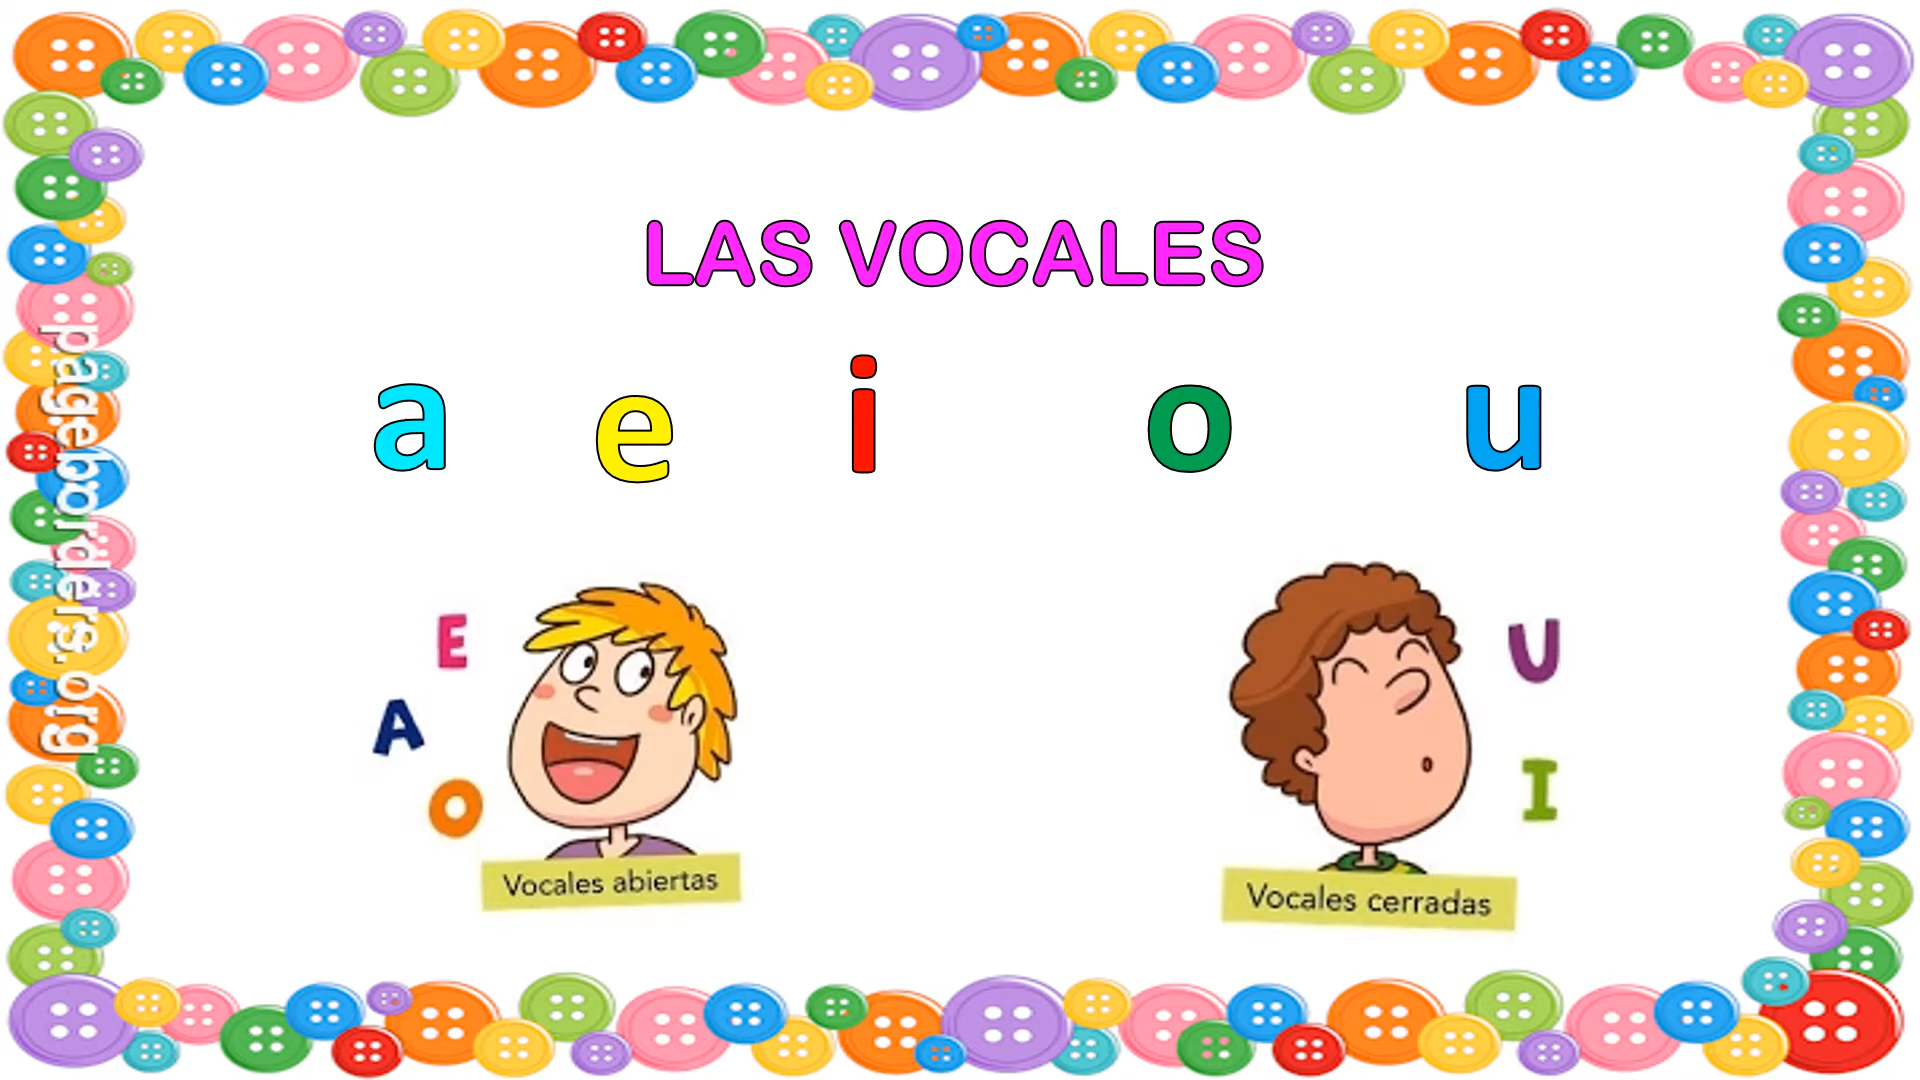 LAS VOCALES
a e i o u
E
A
O
Vocales abiertas
U
I
Vocales cerradas
pageborders.org